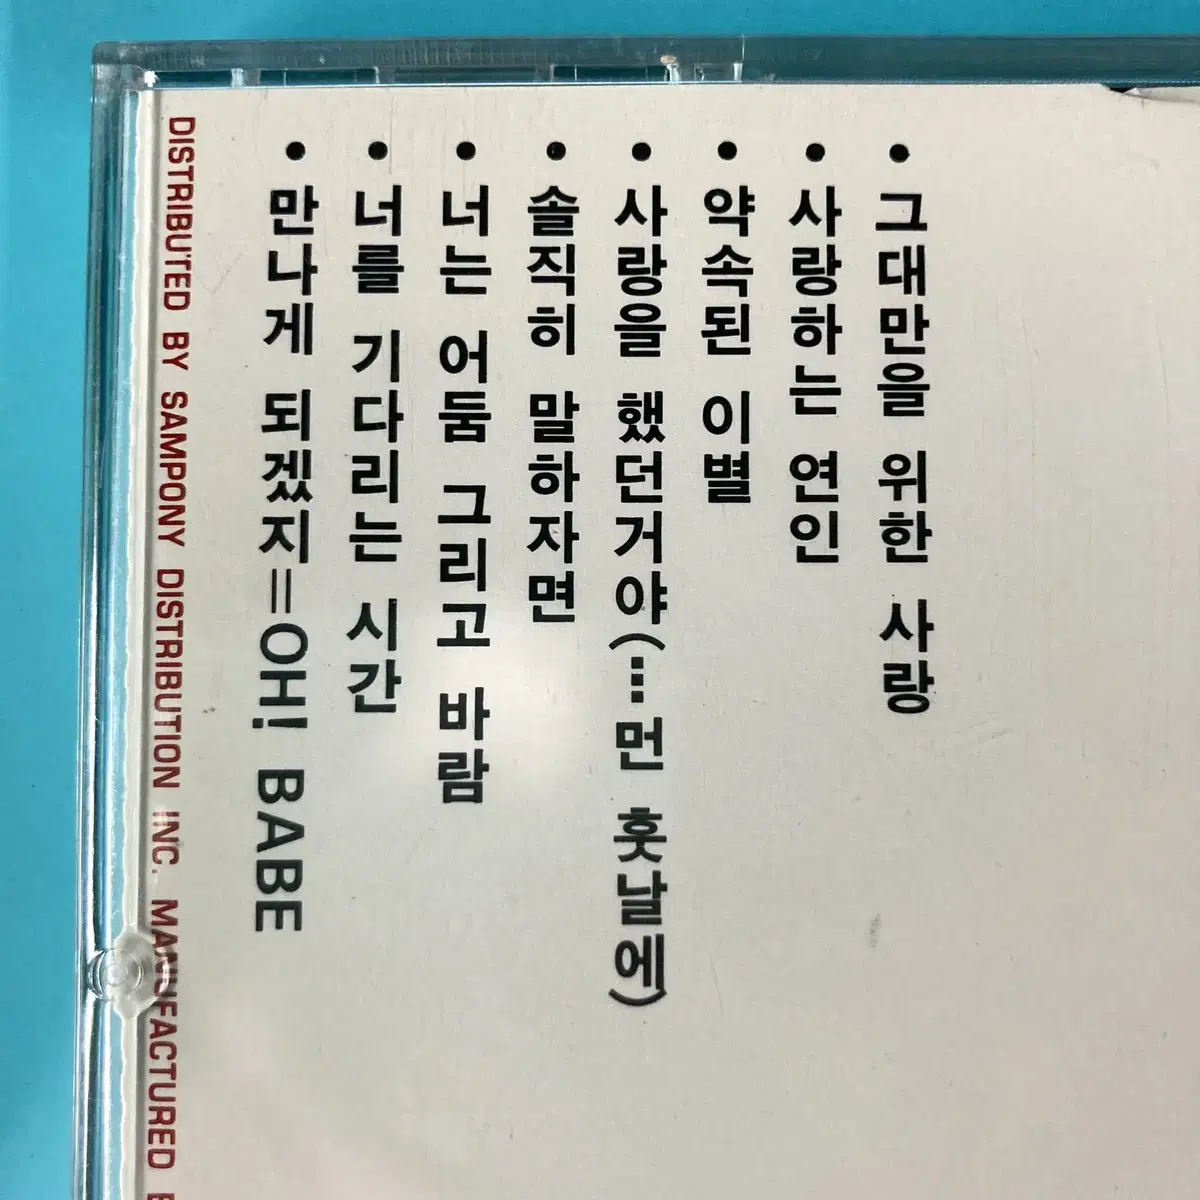 • 그대만을 위한 사랑
• 사랑하는 연인
• 약속된 이별
• 사랑을 했던거야(…먼 훗날에)
• 솔직히 말하자면
• 너는 어둠 그리고 바람
• 너를 기다리는 시간
• 만나게 되겠지=OH! BABE
DISTRIBUTED BY SAMPONY DISTRIBUTION INC. MANUFACTURED